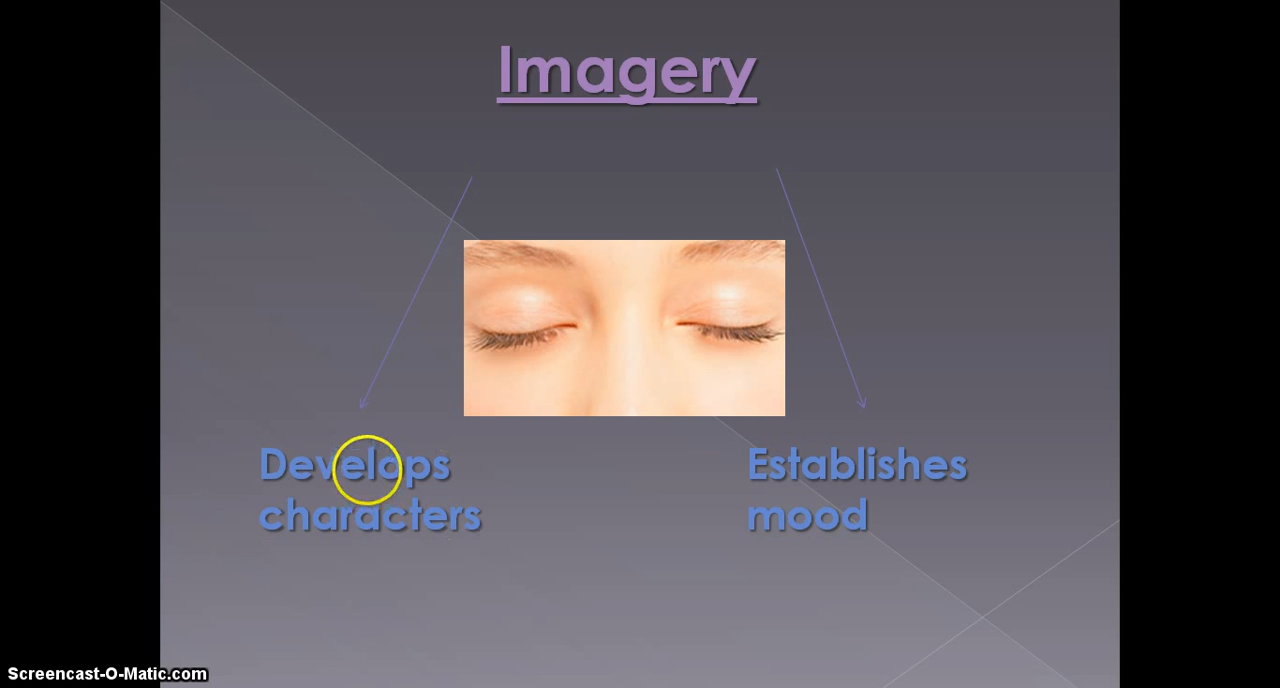 Imagery
Develops
characters
Establishes
mood
Screencast-O-Matic.com